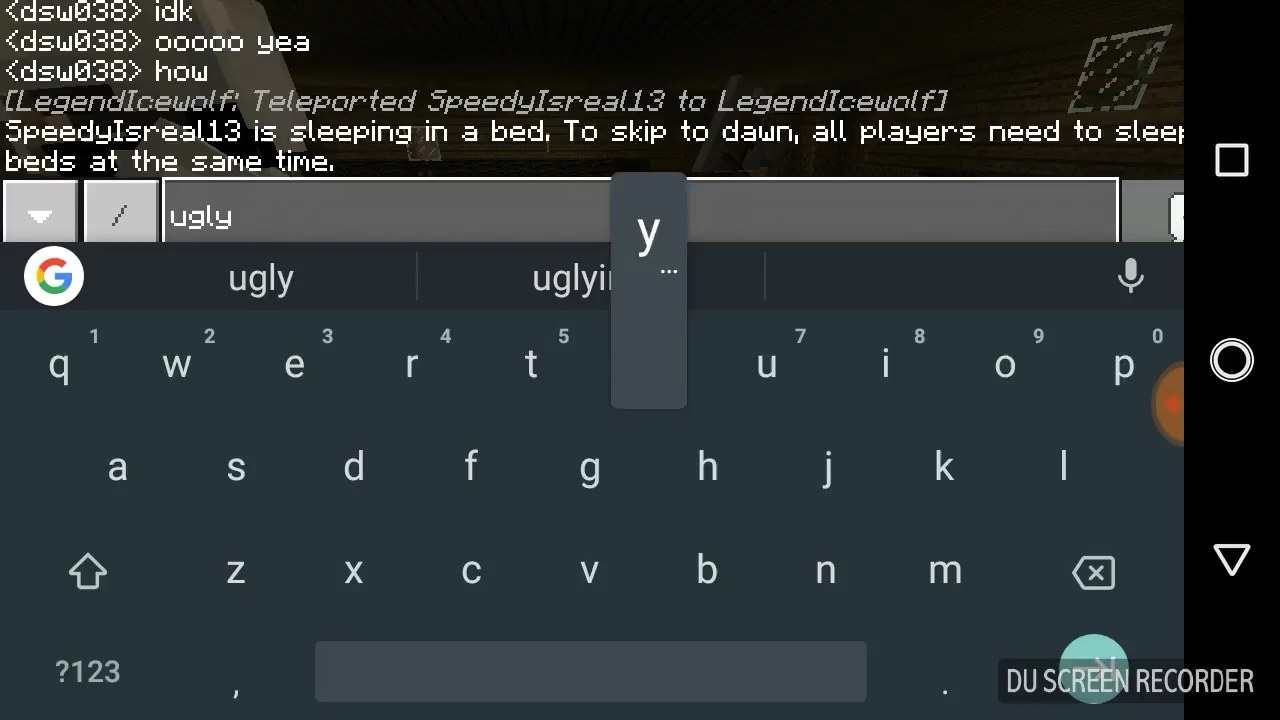 <dsw038> idk
<dsw038> ooooo yea
<dsw038> how
[LegendIcewolf: Teleported SpeedyIsreal13 to LegendIcewolf]
SpeedyIsreal13 is sleeping in a bed. To skip to dawn, all players need to sleep
beds at the same time.
/ ugly
y
...
G ugly uglyi
1 2 3 4 5 7 8 9 0
q w e r t u i o p
a s d f g h j k l
z x c v b n m
?123 , .
DU SCREEN RECORDER